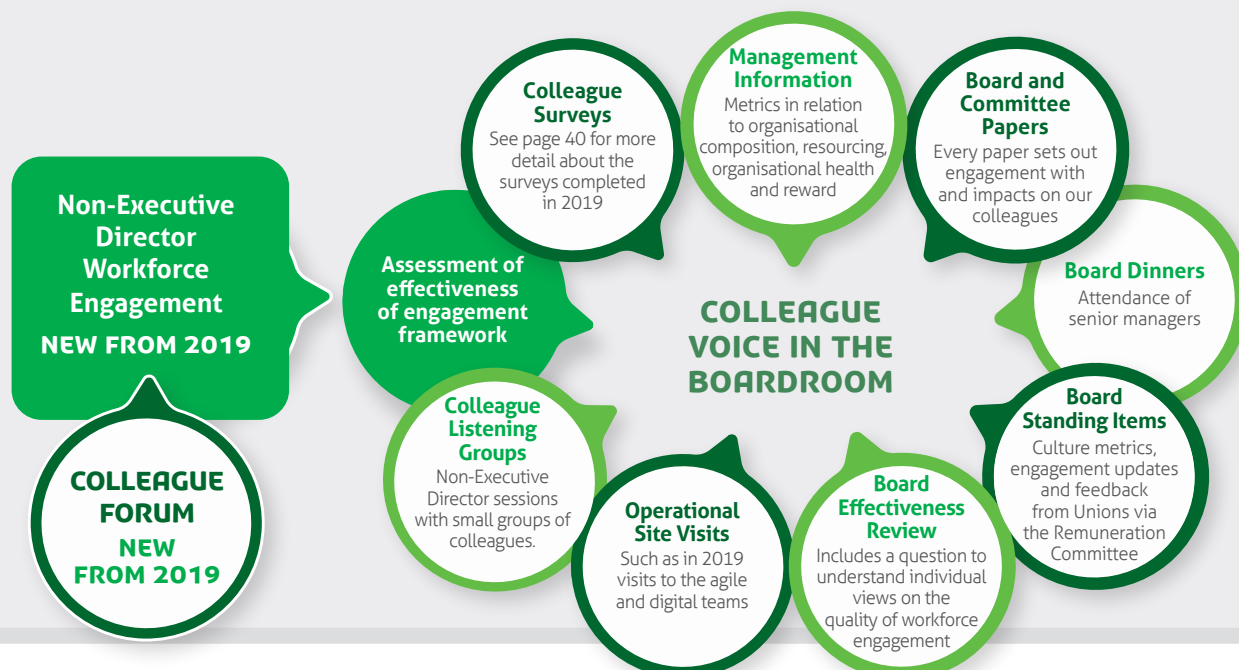 Non-Executive
Director
Workforce
Engagement
NEW FROM 2019
COLLEAGUE
FORUM
NEW
FROM 2019
Assessment of
effectiveness
of engagement
framework
Colleague
Surveys
See page 40 for more
detail about the
surveys completed
in 2019
Management
Information
Metrics in relation
to organisational
composition, resourcing,
organisational health
and reward
Board and
Committee
Papers
Every paper sets out
engagement with
and impacts on our
colleagues
Board Dinners
Attendance of
senior managers
Board
Standing Items
Culture metrics,
engagement updates
and feedback
from Unions via
the Remuneration
Committee
Board
Effectiveness
Review
Includes a question to
understand individual
views on the
quality of workforce
engagement
Operational
Site Visits
Such as in 2019
visits to the agile
and digital teams
Colleague
Listening
Groups
Non-Executive
Director sessions
with small groups of
colleagues.
COLLEAGUE
VOICE IN THE
BOARDROOM